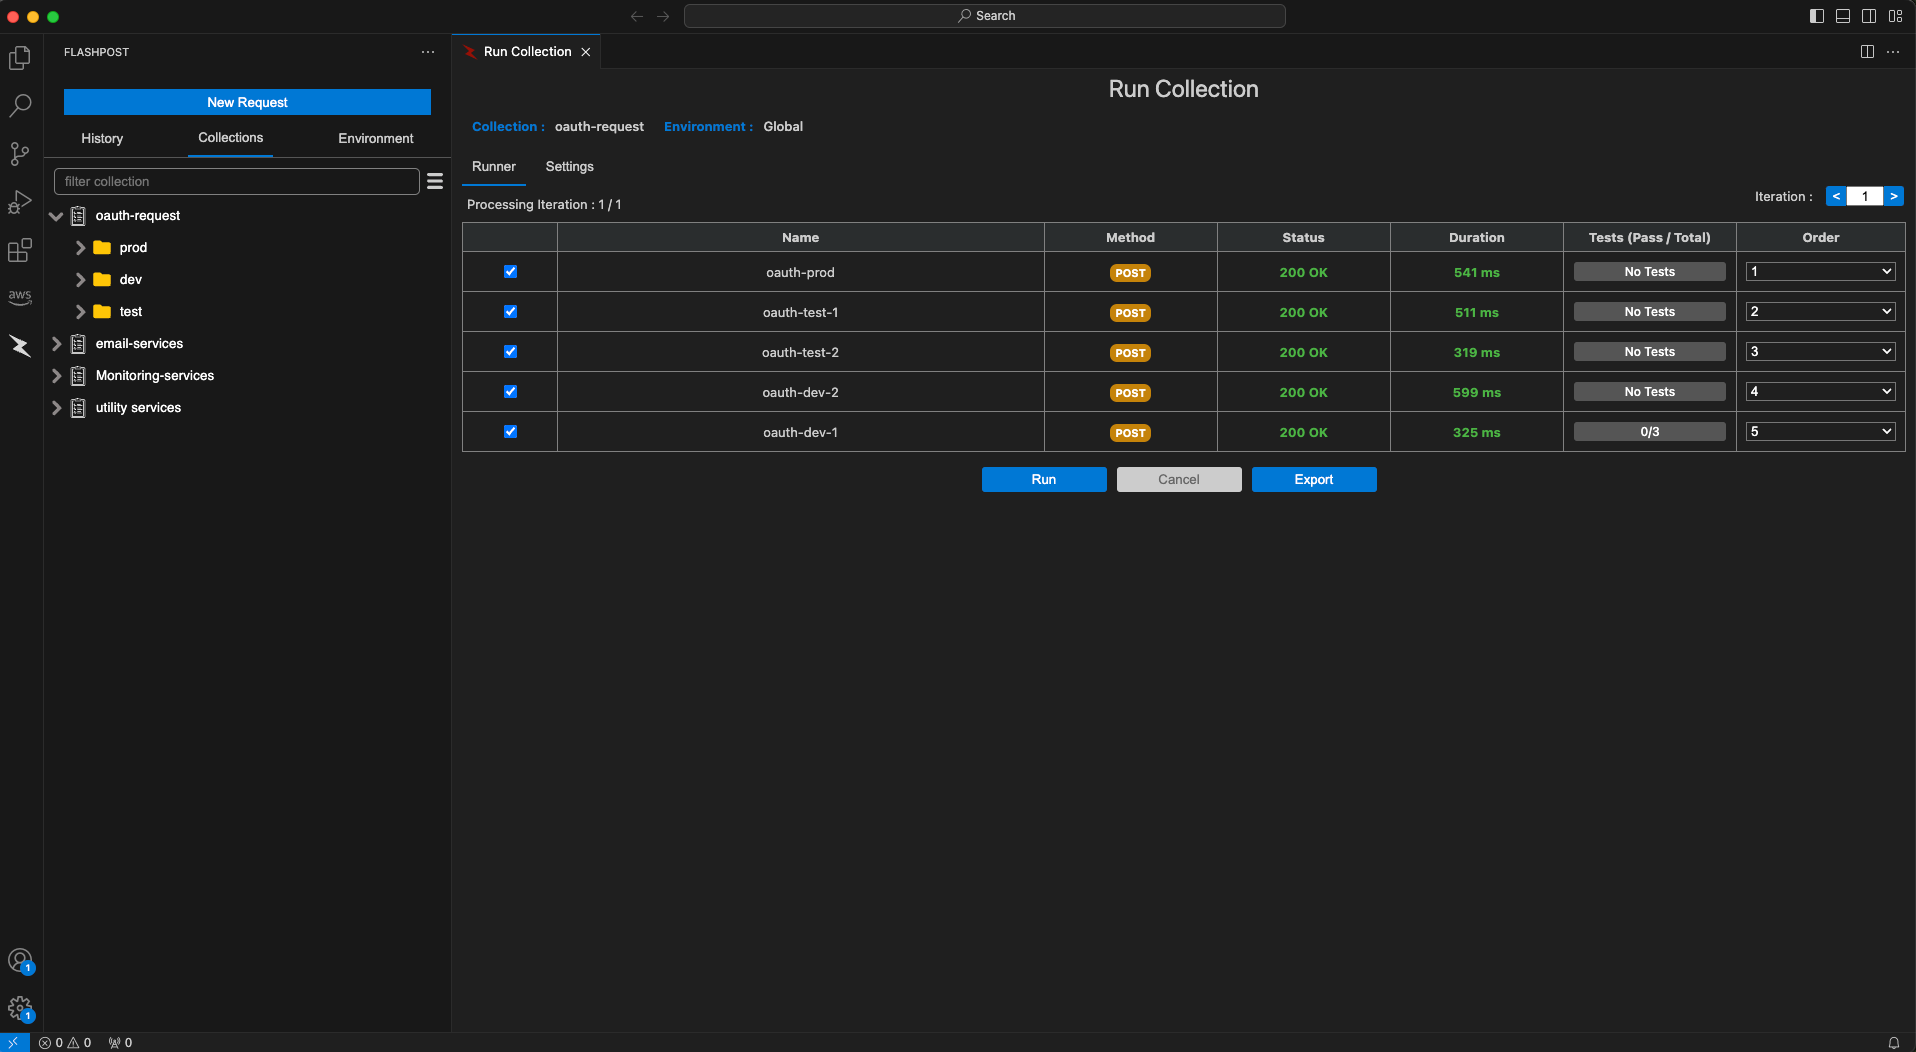 Search
FLASHPOST
Run Collection
New Request
History Collections Environment
filter collection
oauth-request
prod
dev
test
email-services
Monitoring-services
utility services
aws
Run Collection
Collection : oauth-request Environment : Global
Runner Settings
Processing Iteration : 1 / 1
Iteration : < 1 >
Name Method Status Duration Tests (Pass / Total) Order
oauth-prod POST 200 OK 541 ms No Tests 1
oauth-test-1 POST 200 OK 511 ms No Tests 2
oauth-test-2 POST 200 OK 319 ms No Tests 3
oauth-dev-2 POST 200 OK 599 ms No Tests 4
oauth-dev-1 POST 200 OK 325 ms 0/3 5
Run Cancel Export
1
1
0 0 0